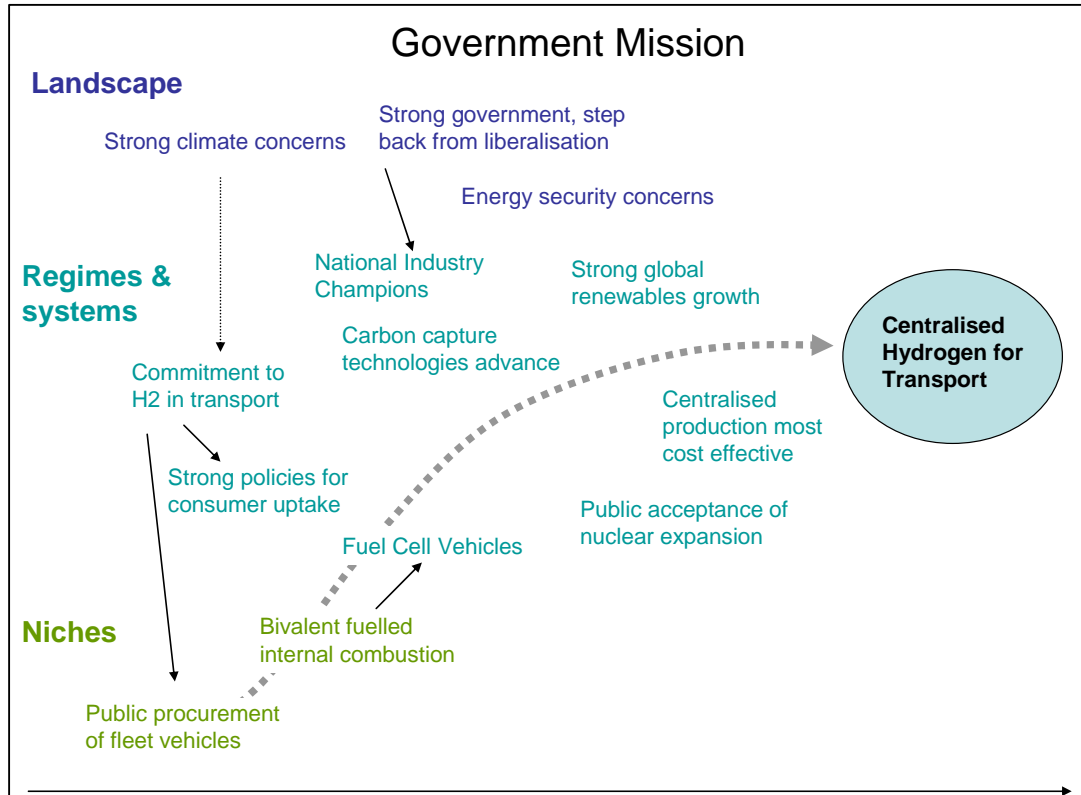 Government Mission
Landscape
Strong climate concerns
Strong government, step
back from liberalisation
Energy security concerns
Regimes &
systems
National Industry
Champions
Strong global
renewables growth
Carbon capture
technologies advance
Centralised
Hydrogen for
Transport
Commitment to
H2 in transport
Centralised
production most
cost effective
Strong policies for
consumer uptake
Public acceptance of
nuclear expansion
Fuel Cell Vehicles
Niches
Bivalent fuelled
internal combustion
Public procurement
of fleet vehicles